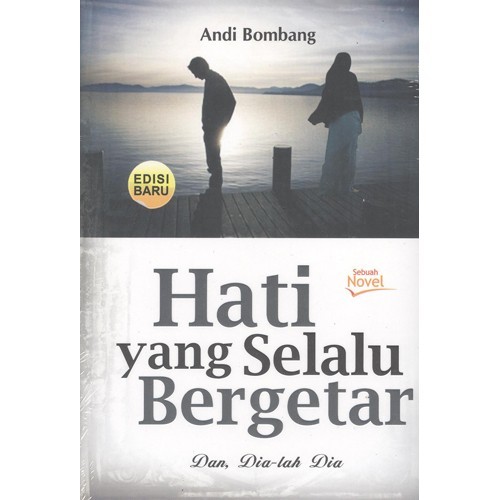 Andi Bombang
EDISI
BARU
Sebuah
Novel
Hati
yang Selalu
Bergetar
Dan, Dia-lah Dia